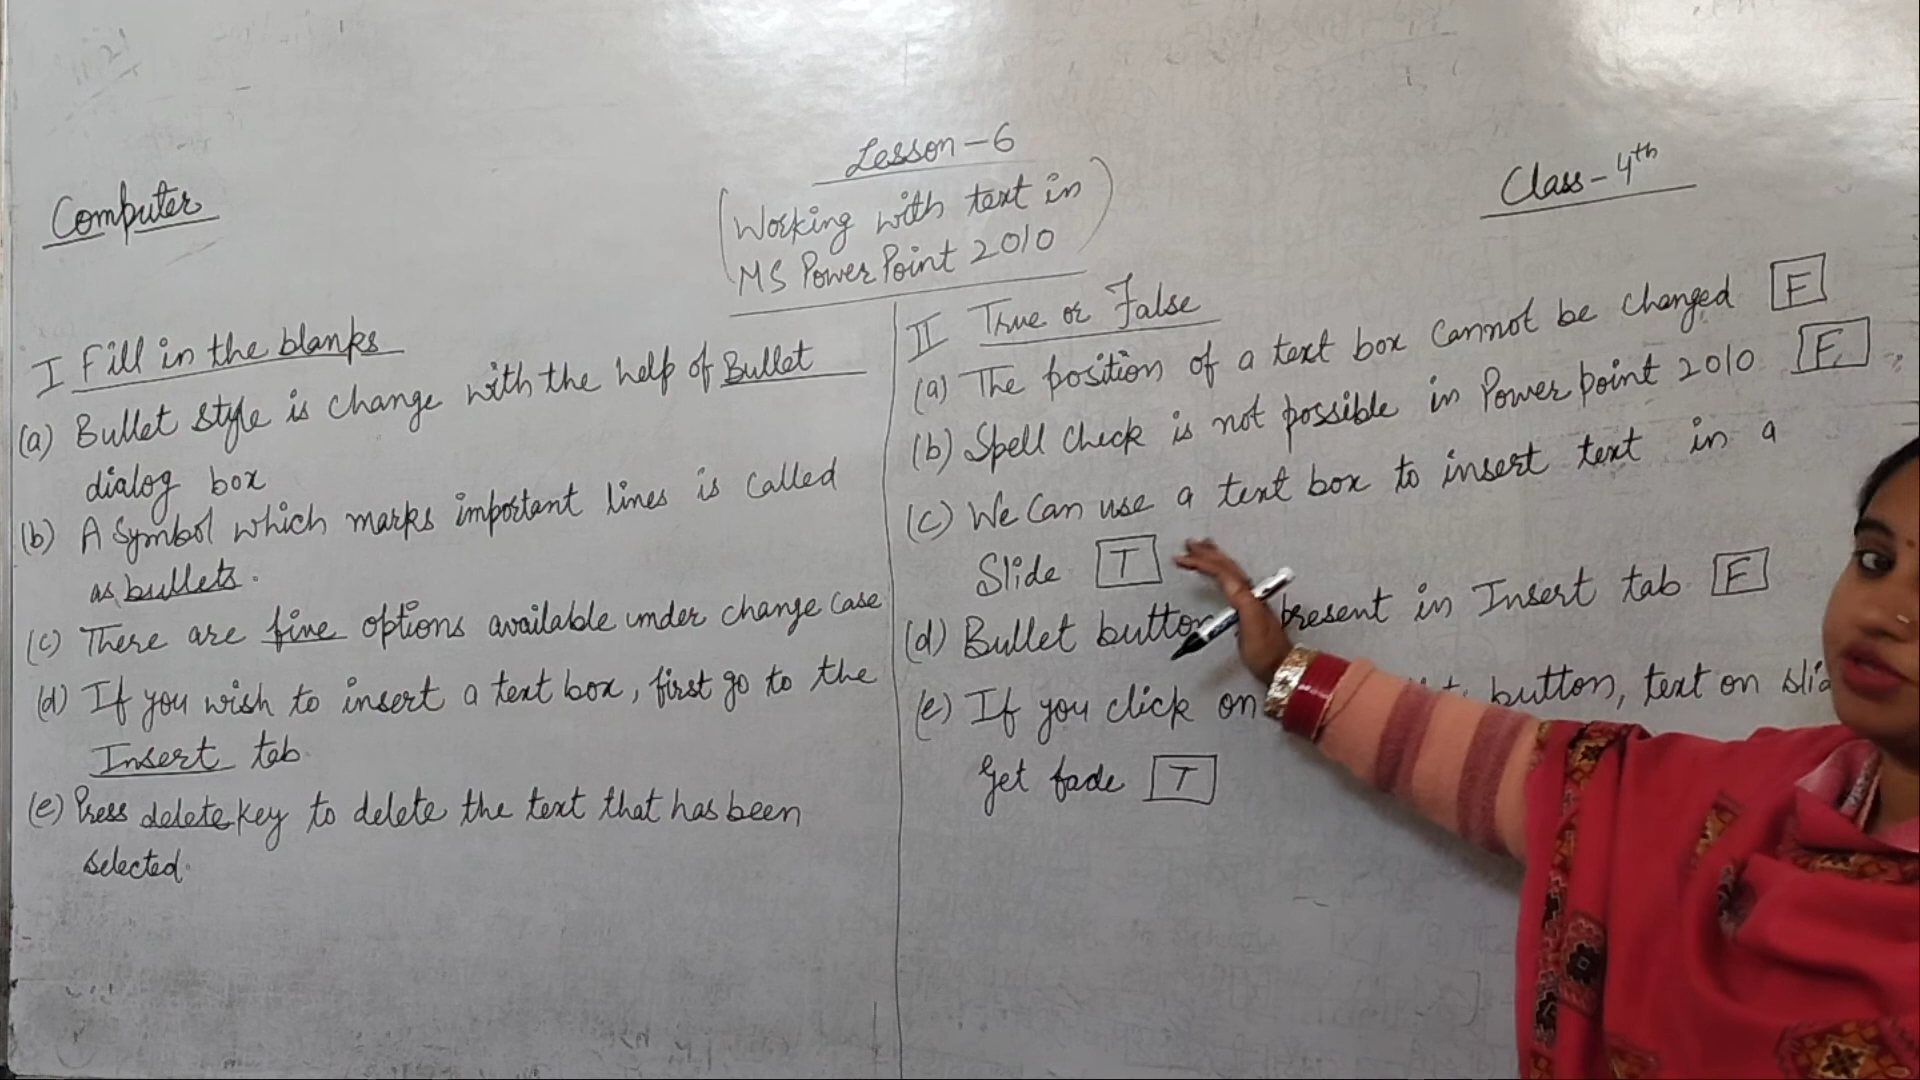 Computer
Lesson-6
(Working with text in
MS PowerPoint 2010)
Class-4th
I Fill in the blanks
(a) Bullet style is change with the help of Bullet
dialog box
(b) A Symbol which marks important lines is called
as bullets.
(c) There are five options available under change case
(d) If you wish to insert a text box, first go to the
Insert tab
(e) Press delete key to delete the text that has been
selected.
II True or False
(a) The position of a text box cannot be changed F
(b) Spell check is not possible in Powerpoint 2010 F
(c) We can use a text box to insert text in a
Slide T
(d) Bullet button present in Insert tab F
(e) If you click on button, text on
get fade T